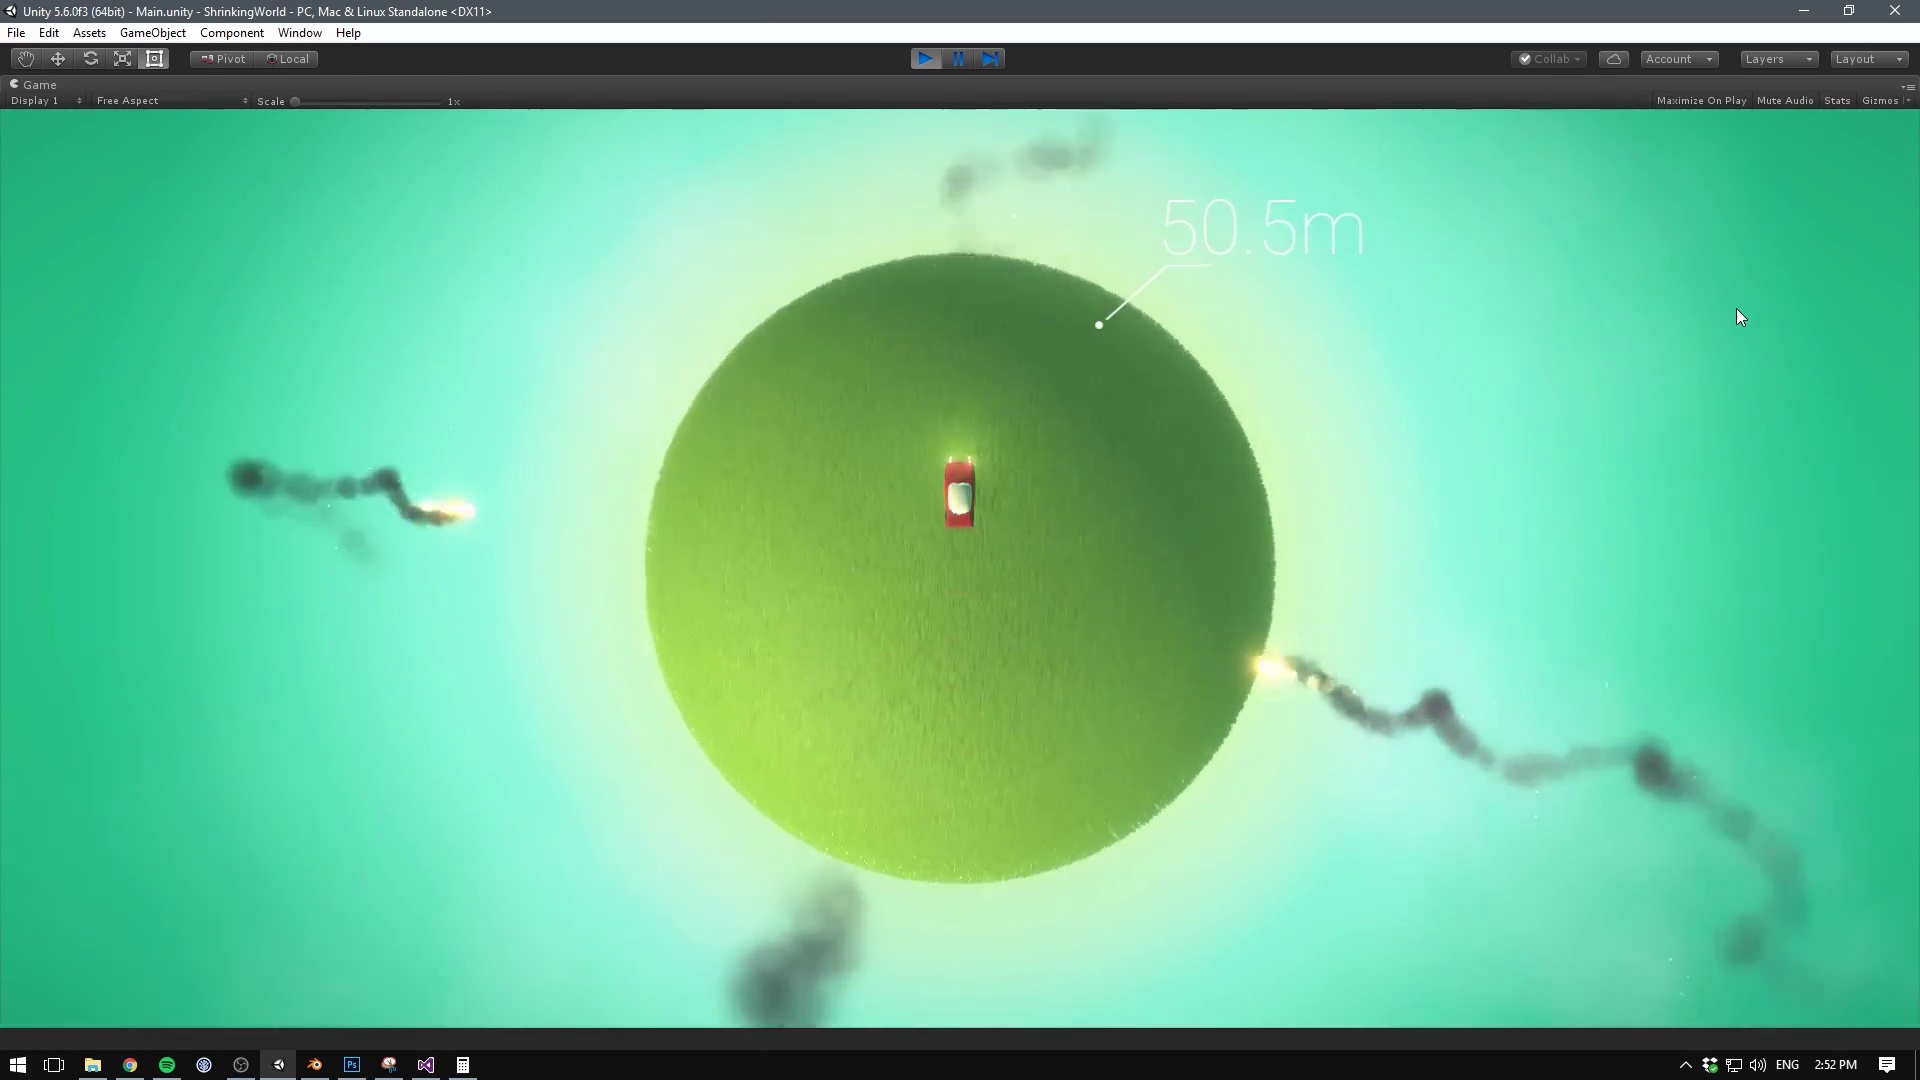 Unity 5.6.0f3 (64bit) - Main.unity - ShrinkingWorld - PC, Mac & Linux Standalone <DX11>
File Edit Assets GameObject Component Window Help
Pivot Local Collab Account Layers Layout
Game
Display 1 Free Aspect Scale 1x Maximize On Play Mute Audio Stats Gizmos
50.5m
Ps
ENG 2:52 PM